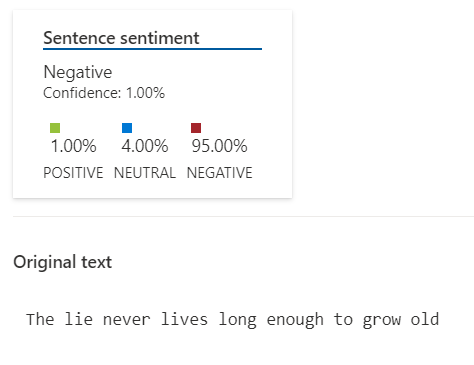 Sentence sentiment
Negative
Confidence: 1.00%
1.00% 4.00% 95.00%
POSITIVE NEUTRAL NEGATIVE
Original text
The lie never lives long enough to grow old